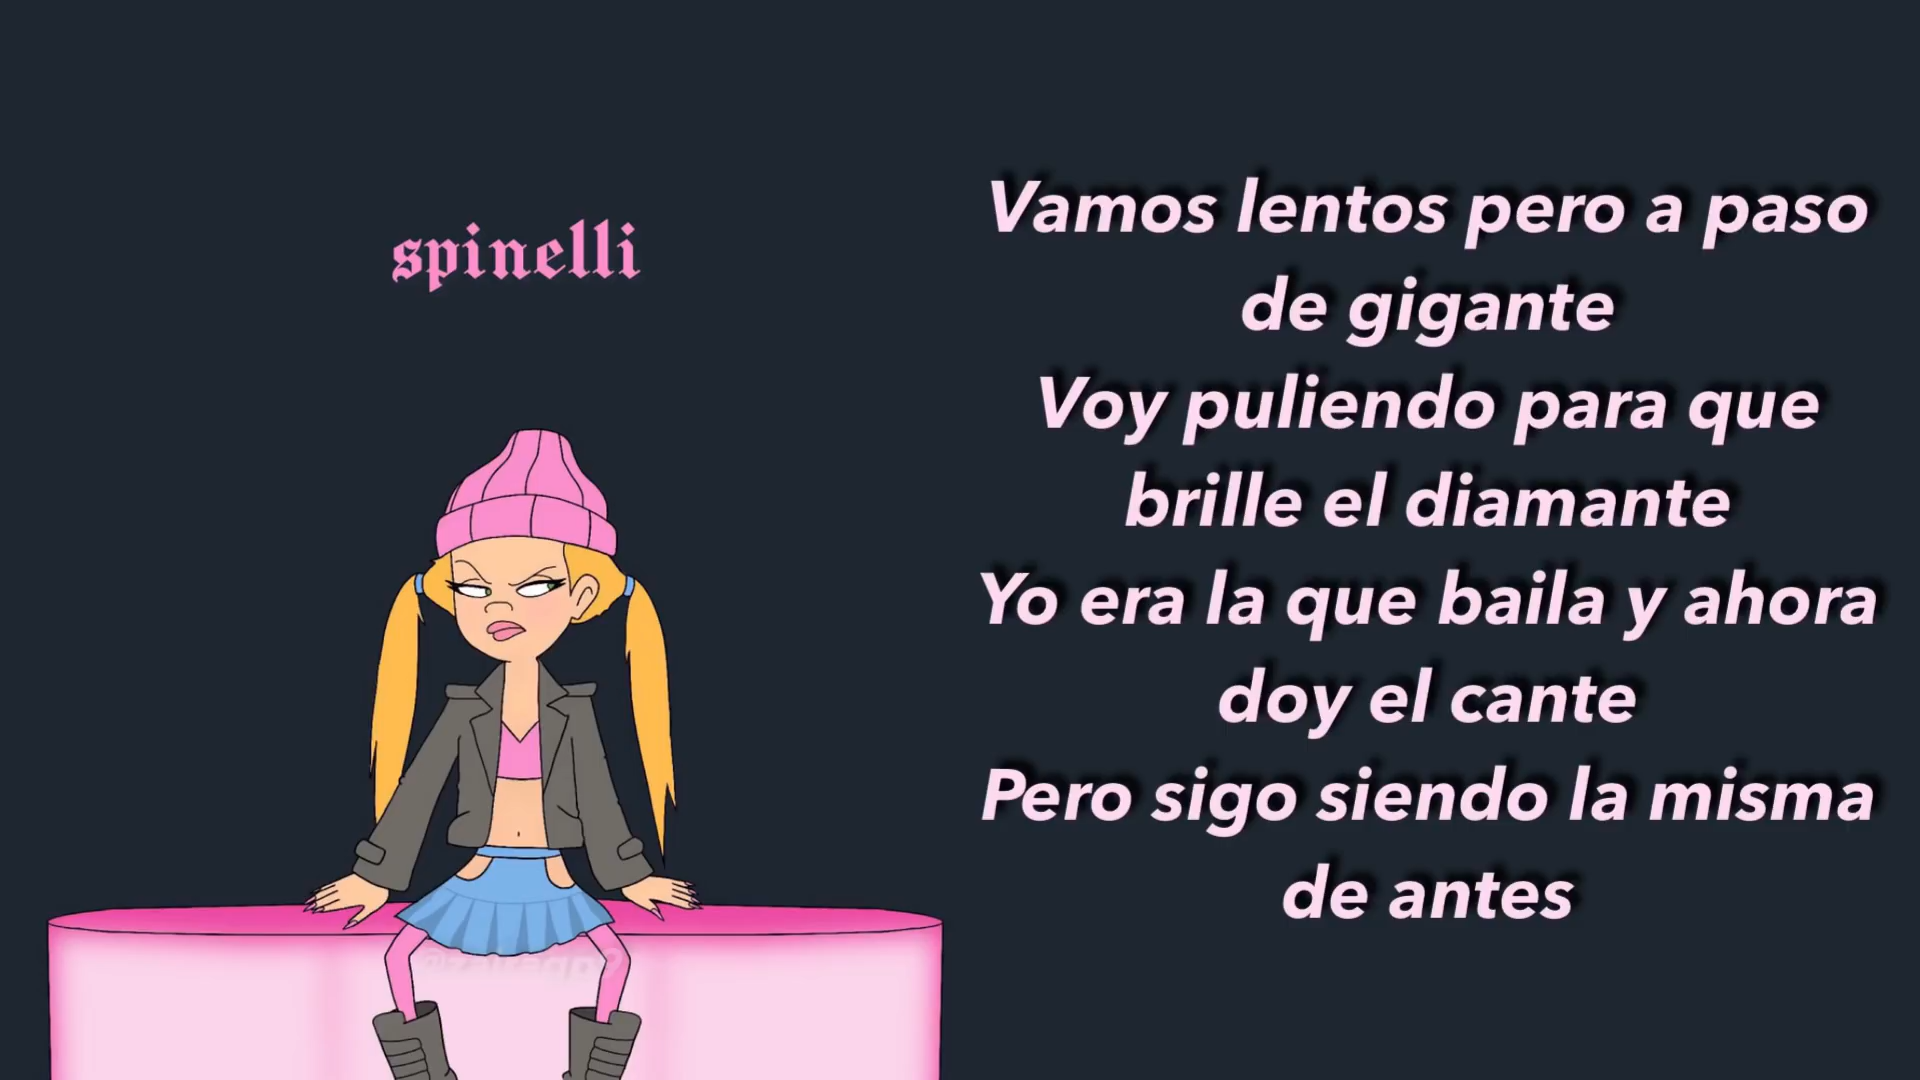 spinelli
Vamos lentos pero a paso
de gigante
Voy puliendo para que
brille el diamante
Yo era la que baila y ahora
doy el cante
Pero sigo siendo la misma
de antes